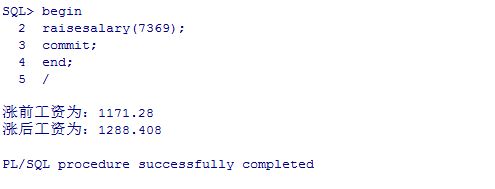 SQL> begin
2 raisesalary(7369);
3 commit;
4 end;
5 /
涨前工资为：1171.28
涨后工资为：1288.408
PL/SQL procedure successfully completed